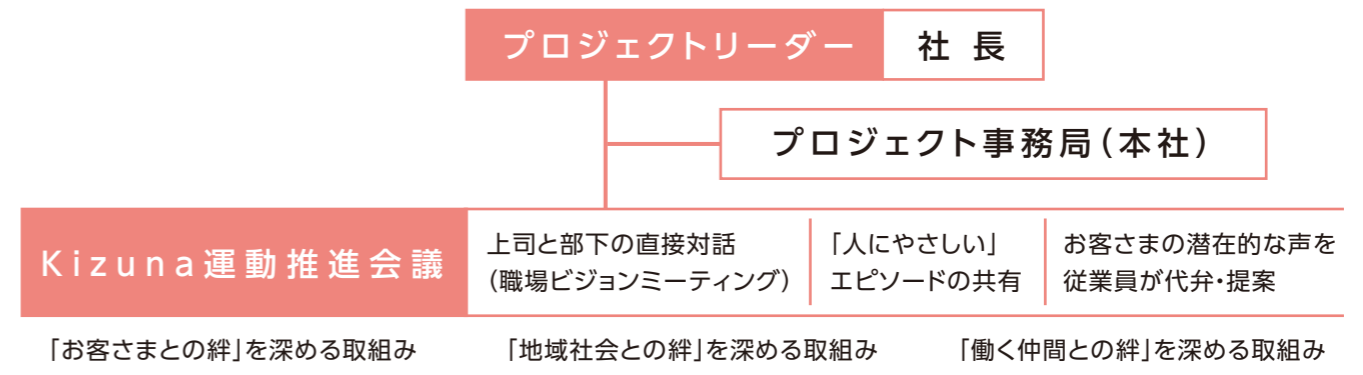 プロジェクトリーダー 社長
プロジェクト事務局(本社)
Kizuna運動推進会議
上司と部下の直接対話
(職場ビジョンミーティング)
「人にやさしい」
エピソードの共有
お客さまの潜在的な声を
従業員が代弁・提案
「お客さまとの絆」を深める取組み
「地域社会との絆」を深める取組み
「働く仲間との絆」を深める取組み